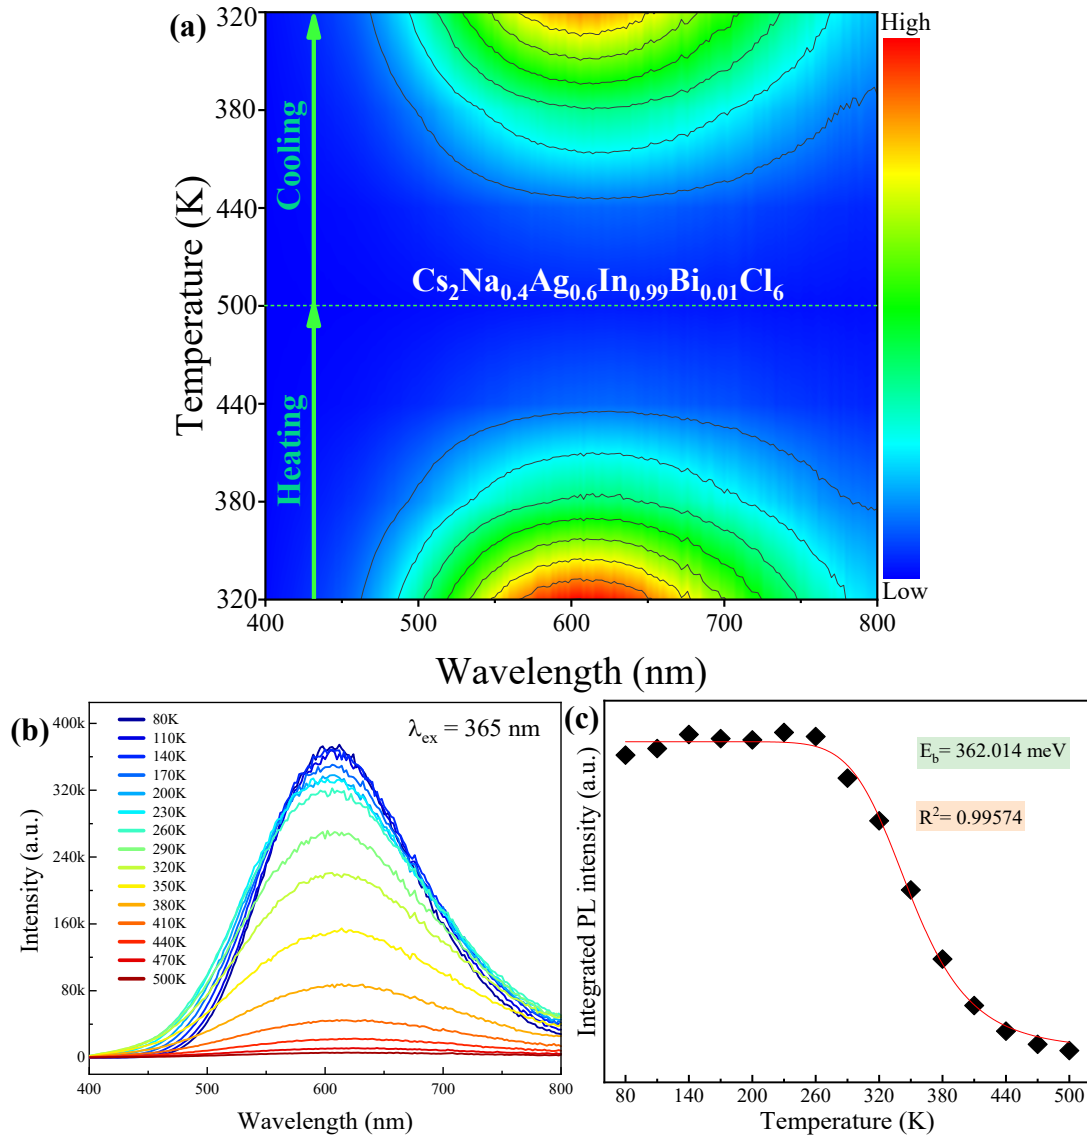 (a)
High
Low
320
380
440
500
440
380
320
Temperature (K)
Cooling
Heating
Cs₂Na₀.₄Ag₀.₆In₀.₉₉Bi₀.₀₁Cl₆
400
500
600
700
800
Wavelength (nm)
(b)
λex = 365 nm
80K
110K
140K
170K
200K
230K
260K
290K
320K
350K
380K
410K
440K
470K
500K
400k
320k
240k
160k
80k
0
Intensity (a.u.)
400
500
600
700
800
Wavelength (nm)
(c)
Eb= 362.014 meV
R²= 0.99574
Integrated PL intensity (a.u.)
80
140
200
260
320
380
440
500
Temperature (K)